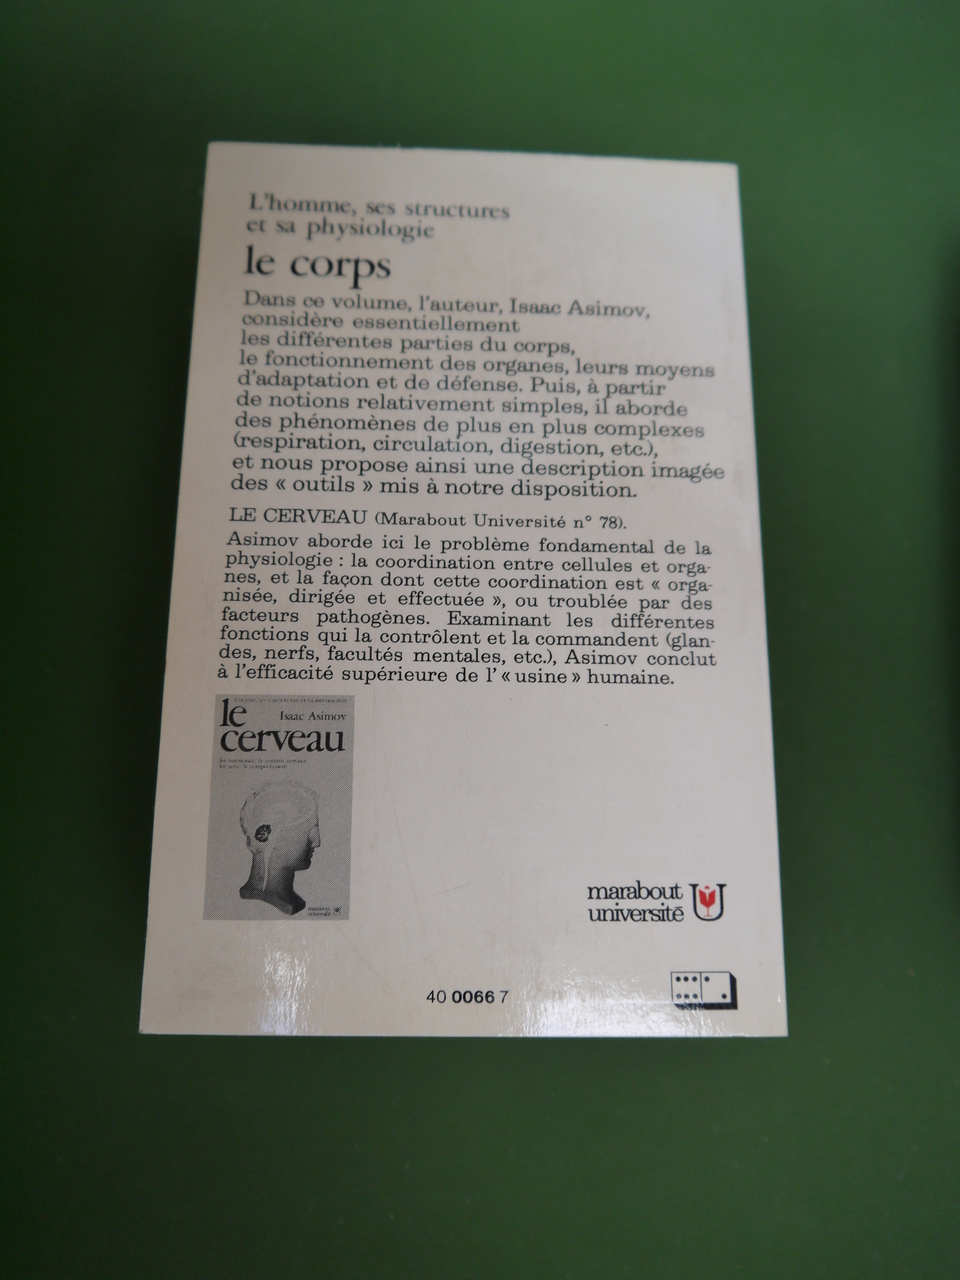 L'homme, ses structures
et sa physiologie
le corps
Dans ce volume, l'auteur, Isaac Asimov,
considère essentiellement
les différentes parties du corps,
le fonctionnement des organes, leurs moyens
d'adaptation et de défense. Puis, à partir
de notions relativement simples, il aborde
des phénomènes de plus en plus complexes
(respiration, circulation, digestion, etc.),
et nous propose ainsi une description imagée
des « outils » mis à notre disposition.
LE CERVEAU (Marabout Université n° 78).
Asimov aborde ici le problème fondamental de la
physiologie : la coordination entre cellules et orga-
nes, et la façon dont cette coordination est « orga-
nisée, dirigée et effectuée », ou troublée par des
facteurs pathogènes. Examinant les différentes
fonctions qui la contrôlent et la commandent (glan-
des, nerfs, facultés mentales, etc.), Asimov conclut
à l'efficacité supérieure de l' « usine » humaine.
le
Isaac Asimov
cerveau
marabout
université
marabout
université
40 0066 7